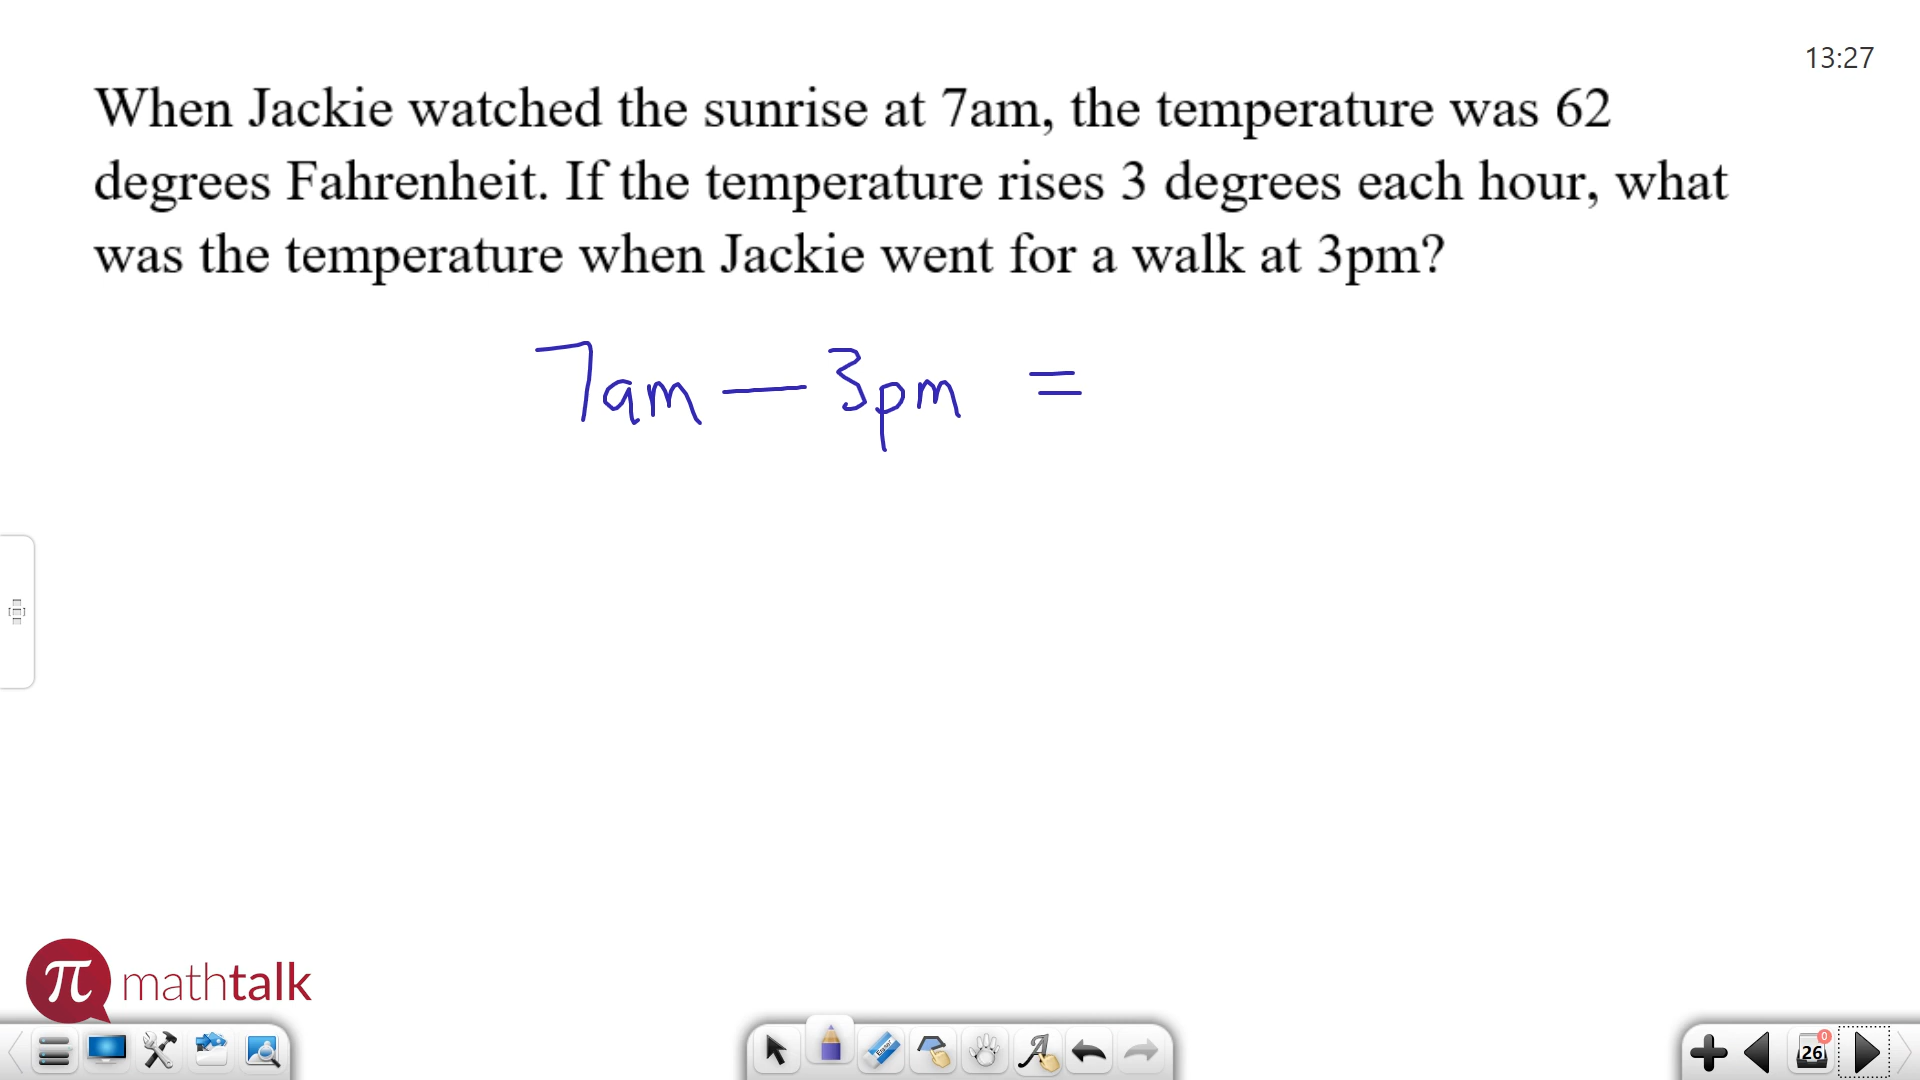 13:27
When Jackie watched the sunrise at 7am, the temperature was 62
degrees Fahrenheit. If the temperature rises 3 degrees each hour, what
was the temperature when Jackie went for a walk at 3pm?
7am — 3pm =
π mathtalk
Eraser
A
26
0